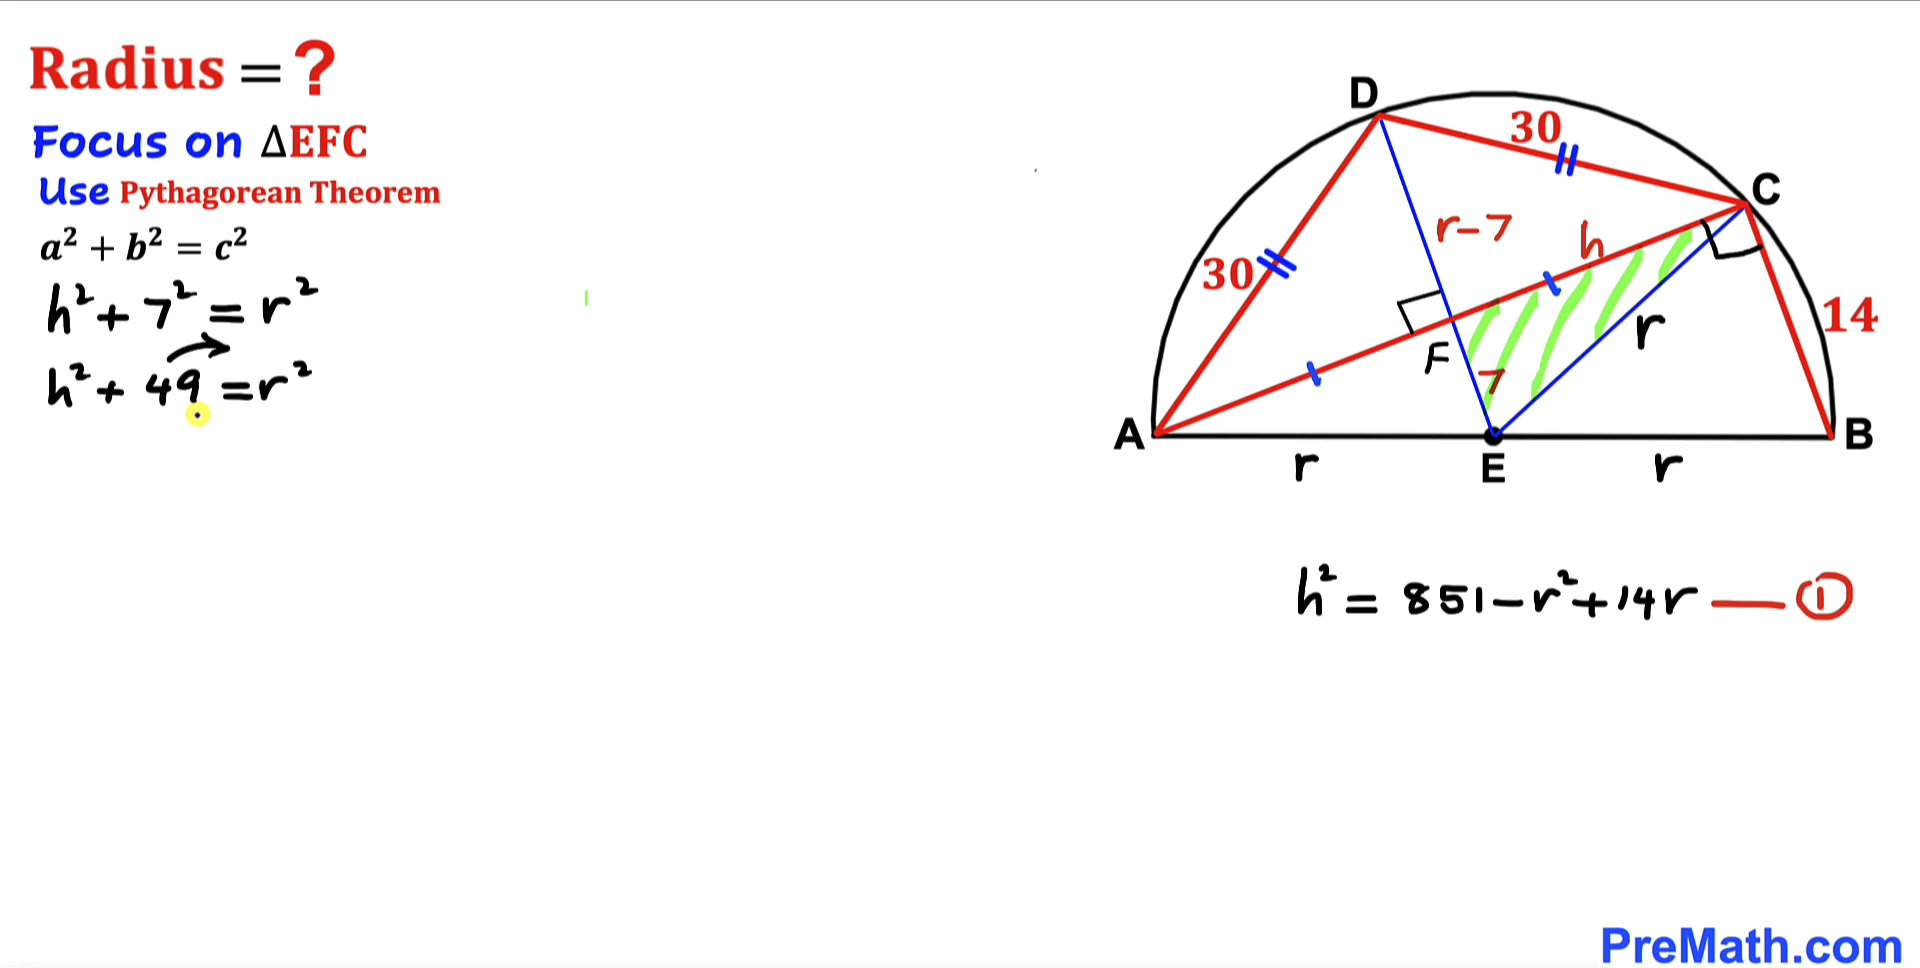 Radius = ?
Focus on ΔEFC
Use Pythagorean Theorem
a² + b² = c²
h² + 7² = r²
h² + 49 = r²
D
30
C
r-7
h
30
14
r
F
7
A
B
r
E
r
h² = 851 - r² + 14r — ①
PreMath.com